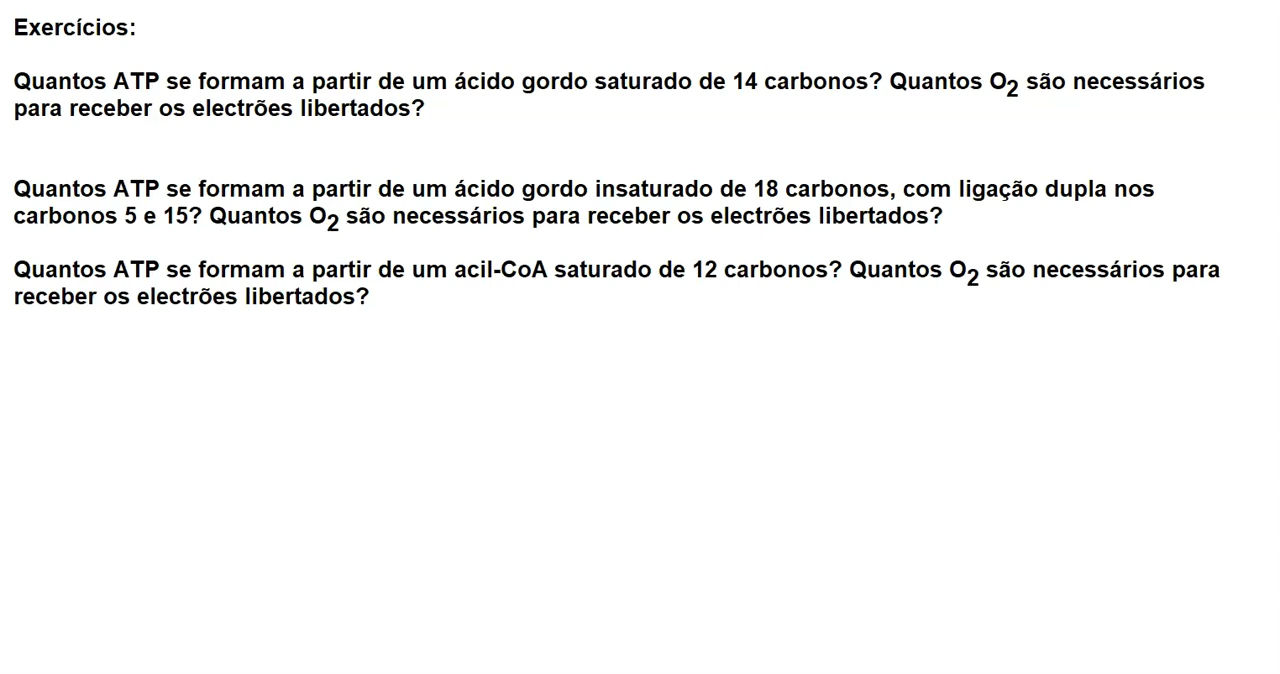 Exercícios:
Quantos ATP se formam a partir de um ácido gordo saturado de 14 carbonos? Quantos O2 são necessários
para receber os electrões libertados?
Quantos ATP se formam a partir de um ácido gordo insaturado de 18 carbonos, com ligação dupla nos
carbonos 5 e 15? Quantos O2 são necessários para receber os electrões libertados?
Quantos ATP se formam a partir de um acil-CoA saturado de 12 carbonos? Quantos O2 são necessários para
receber os electrões libertados?